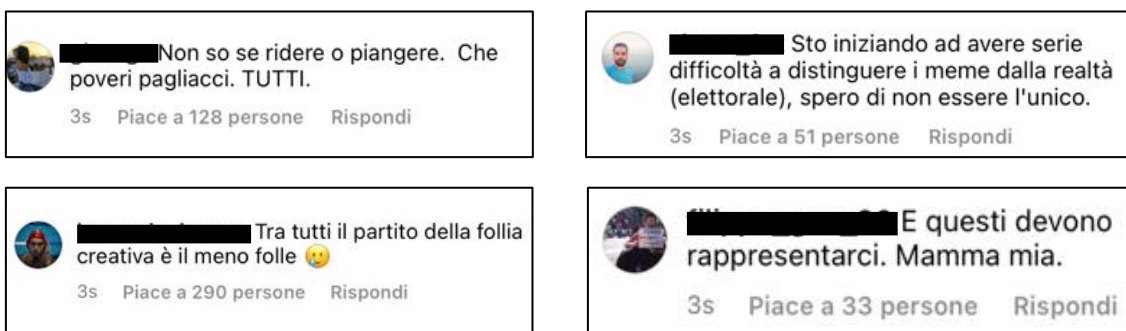 Non so se ridere o piangere. Che
poveri pagliacci. TUTTI.
3s Piace a 128 persone Rispondi
Sto iniziando ad avere serie
difficoltà a distinguere i meme dalla realtà
(elettorale), spero di non essere l'unico.
3s Piace a 51 persone Rispondi
Tra tutti il partito della follia
creativa è il meno folle 🥲
3s Piace a 290 persone Rispondi
E questi devono
rappresentarci. Mamma mia.
3s Piace a 33 persone Rispondi